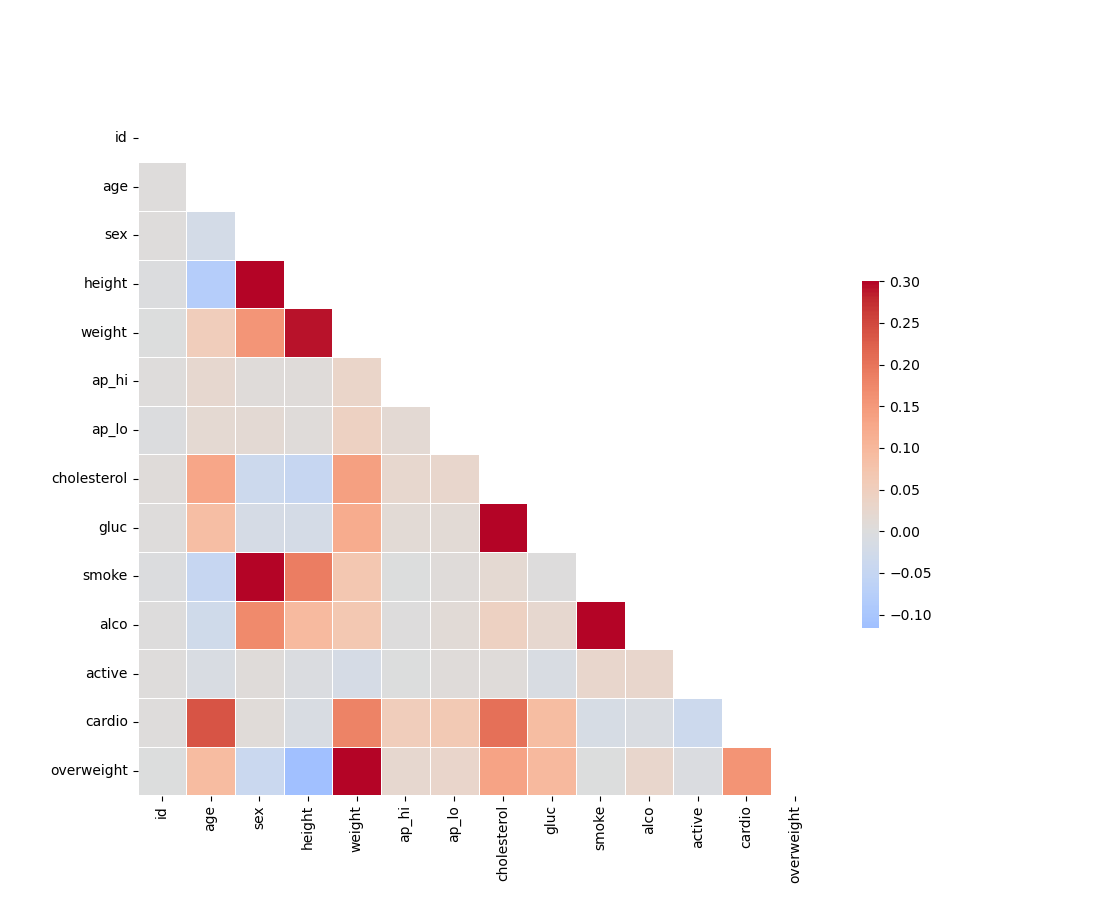 id
age
sex
height
weight
ap_hi
ap_lo
cholesterol
gluc
smoke
alco
active
cardio
overweight
id
age
sex
height
weight
ap_hi
ap_lo
cholesterol
gluc
smoke
alco
active
cardio
overweight
0.30
0.25
0.20
0.15
0.10
0.05
0.00
−0.05
−0.10